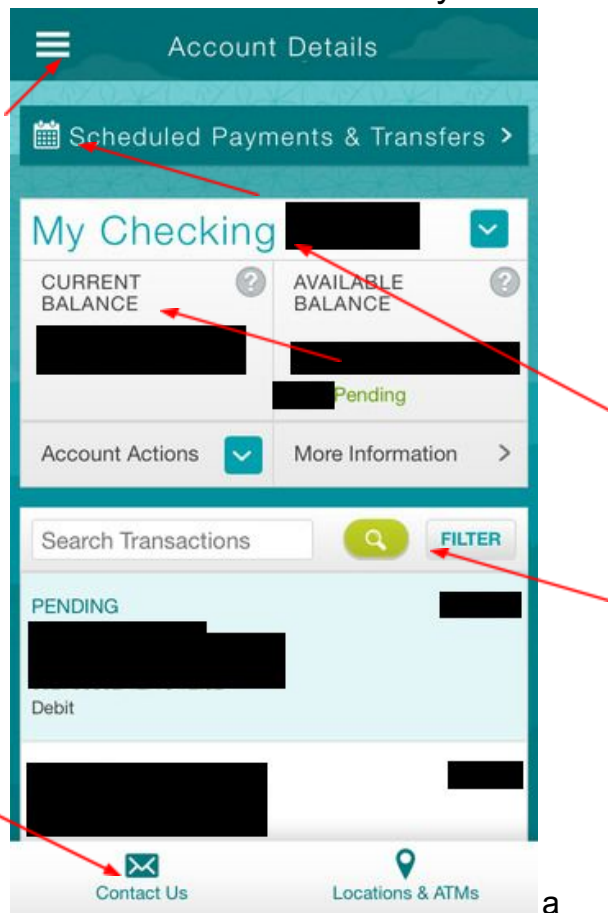 Account Details
Scheduled Payments & Transfers >
My Checking
CURRENT BALANCE ?
AVAILABLE BALANCE ?
Pending
Account Actions
More Information >
Search Transactions
FILTER
PENDING
Debit
Contact Us
Locations & ATMs
a